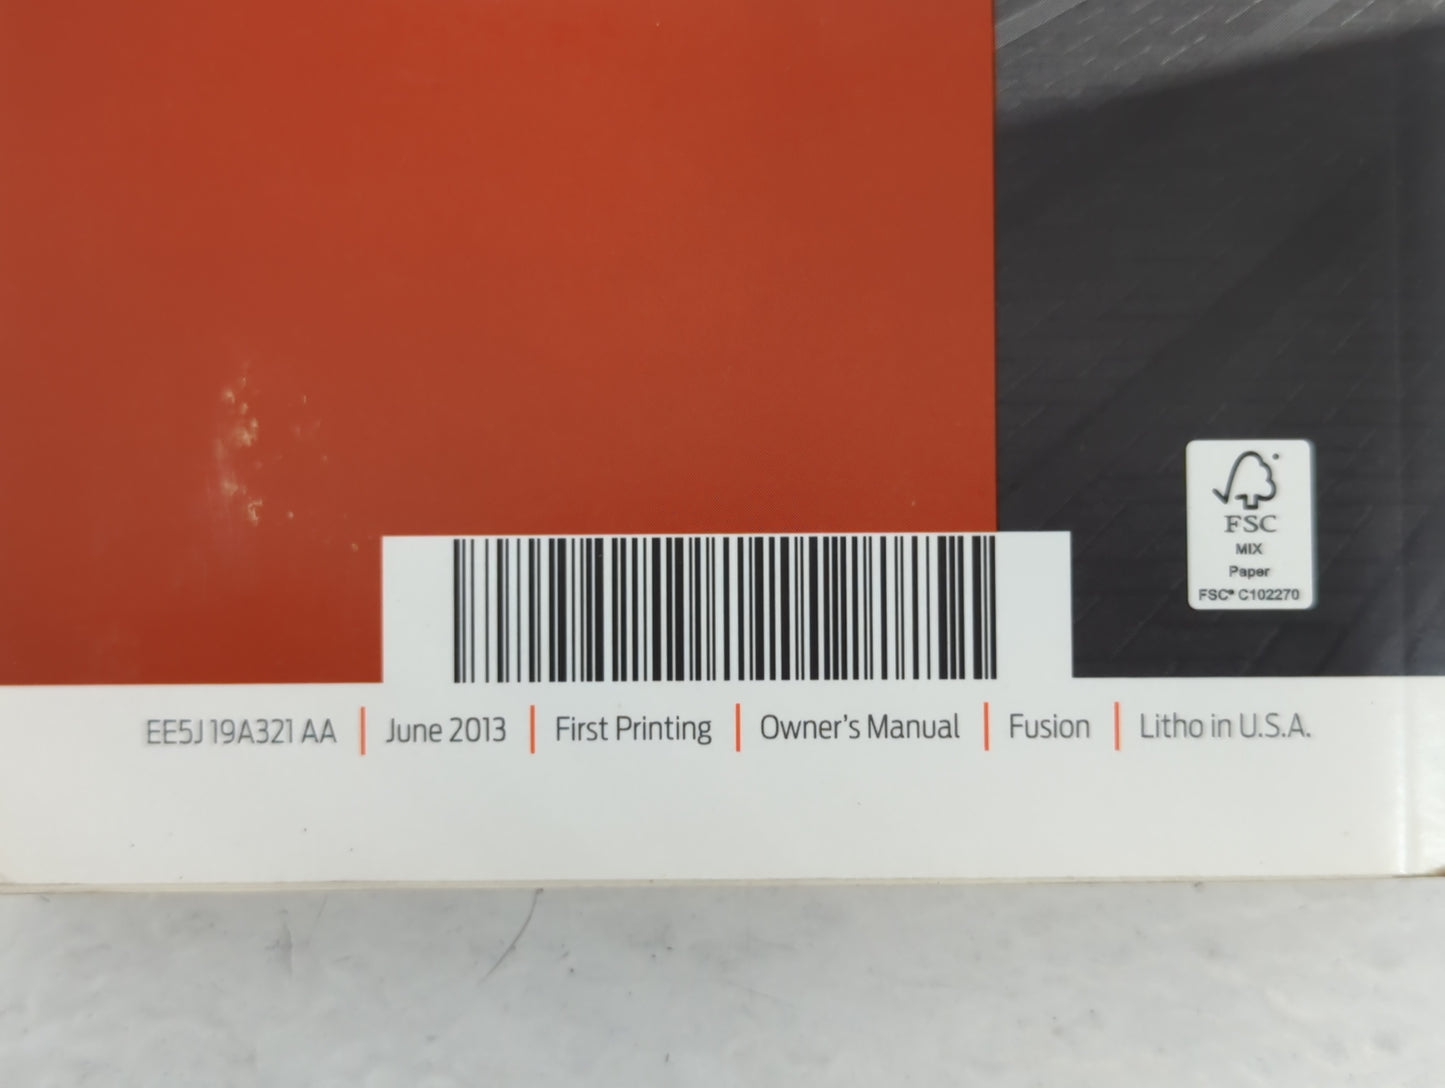 FSC
MIX
Paper
FSC® C102270
EE5J 19A321 AA | June 2013 | First Printing | Owner's Manual | Fusion | Litho in U.S.A.